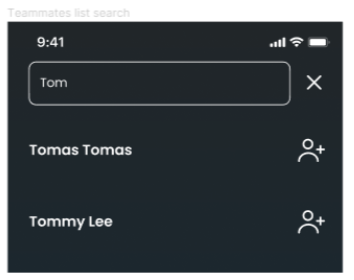 Teammates list search
9:41
Tom
Tomas Tomas
Tommy Lee